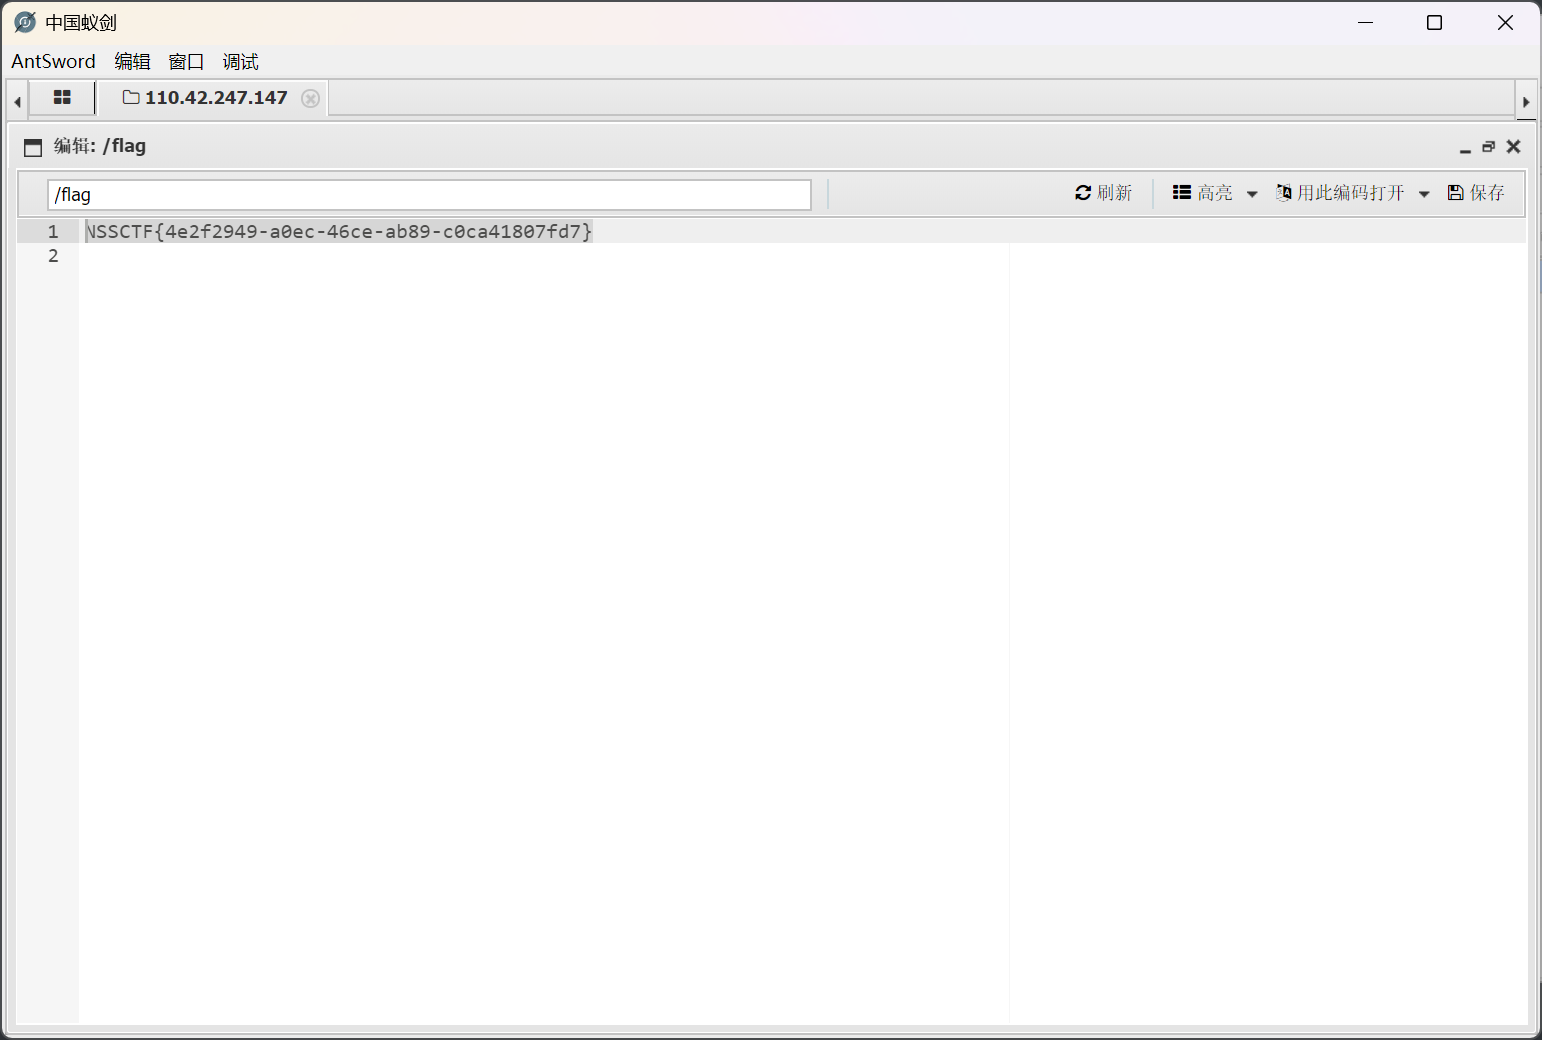 中国蚁剑
AntSword 编辑 窗口 调试
110.42.247.147
编辑: /flag
/flag 刷新 高亮 用此编码打开 保存
1 NSSCTF{4e2f2949-a0ec-46ce-ab89-c0ca41807fd7}
2